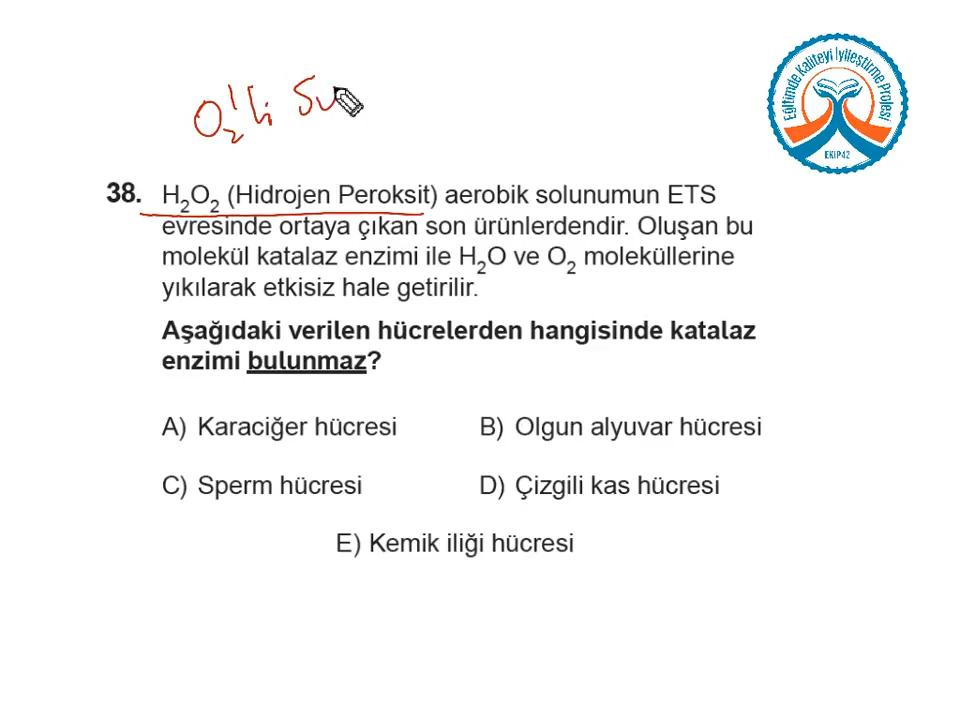 O₂'li Su
Eğitimde Kaliteyi İyileştirme Projesi
EKIP42
38. H₂O₂ (Hidrojen Peroksit) aerobik solunumun ETS
evresinde ortaya çıkan son ürünlerdendir. Oluşan bu
molekül katalaz enzimi ile H₂O ve O₂ moleküllerine
yıkılarak etkisiz hale getirilir.
Aşağıdaki verilen hücrelerden hangisinde katalaz
enzimi bulunmaz?
A) Karaciğer hücresi B) Olgun alyuvar hücresi
C) Sperm hücresi D) Çizgili kas hücresi
E) Kemik iliği hücresi